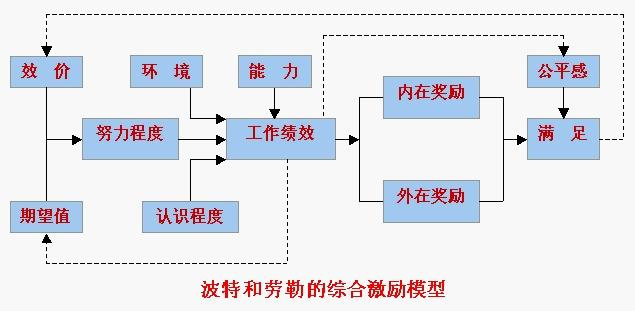 效 价
环 境
能 力
公平感
内在奖励
努力程度
工作绩效
满 足
期望值
认识程度
外在奖励
波特和劳勒的综合激励模型